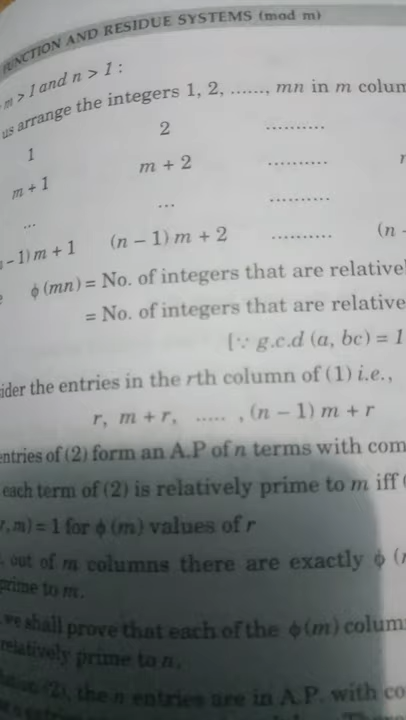 FUNCTION AND RESIDUE SYSTEMS (mod m)
m > 1 and n > 1 :
us arrange the integers 1, 2, ......, mn in m colum
1 2 ..........
m + 1 m + 2 ..........
... ... ..........
– 1) m + 1 (n – 1) m + 2 .......... (n -
ϕ (mn) = No. of integers that are relative
= No. of integers that are relative
[∵ g.c.d (a, bc) = 1
ider the entries in the rth column of (1) i.e.,
r, m + r, ..... , (n – 1) m + r
entries of (2) form an A.P of n terms with com
each term of (2) is relatively prime to m iff (
r, m) = 1 for ϕ (m) values of r
out of m columns there are exactly ϕ (
prime to m.
we shall prove that each of the ϕ(m) colum
relatively prime to n.
(2), the n entries are in A.P. with co